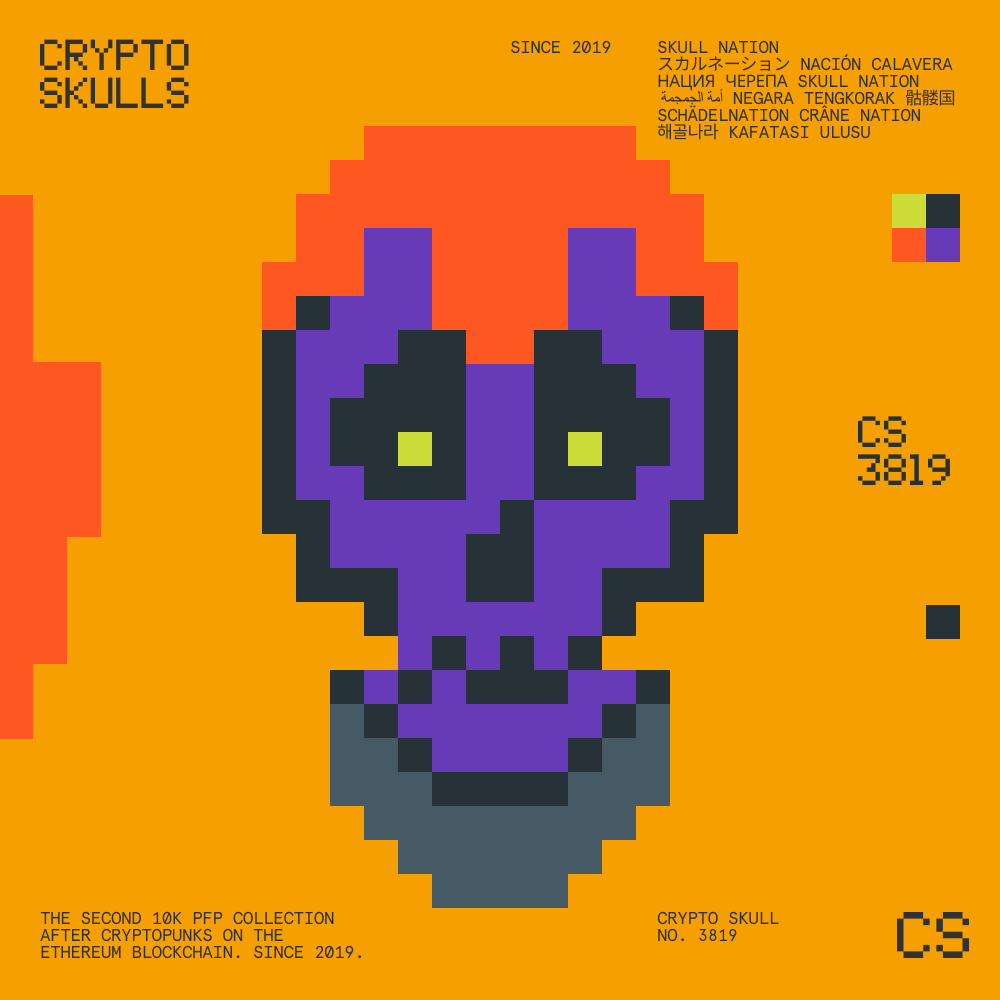 CRYPTO
SKULLS
SINCE 2019
SKULL NATION
スカルネーション NACIÓN CALAVERA
НАЦИЯ ЧЕРЕПА SKULL NATION
أمة الجمجمة NEGARA TENGKORAK 骷髅国
SCHÄDELNATION CRÂNE NATION
해골나라 KAFATASI ULUSU
CS
3819
THE SECOND 10K PFP COLLECTION
AFTER CRYPTOPUNKS ON THE
ETHEREUM BLOCKCHAIN. SINCE 2019.
CRYPTO SKULL
NO. 3819
CS